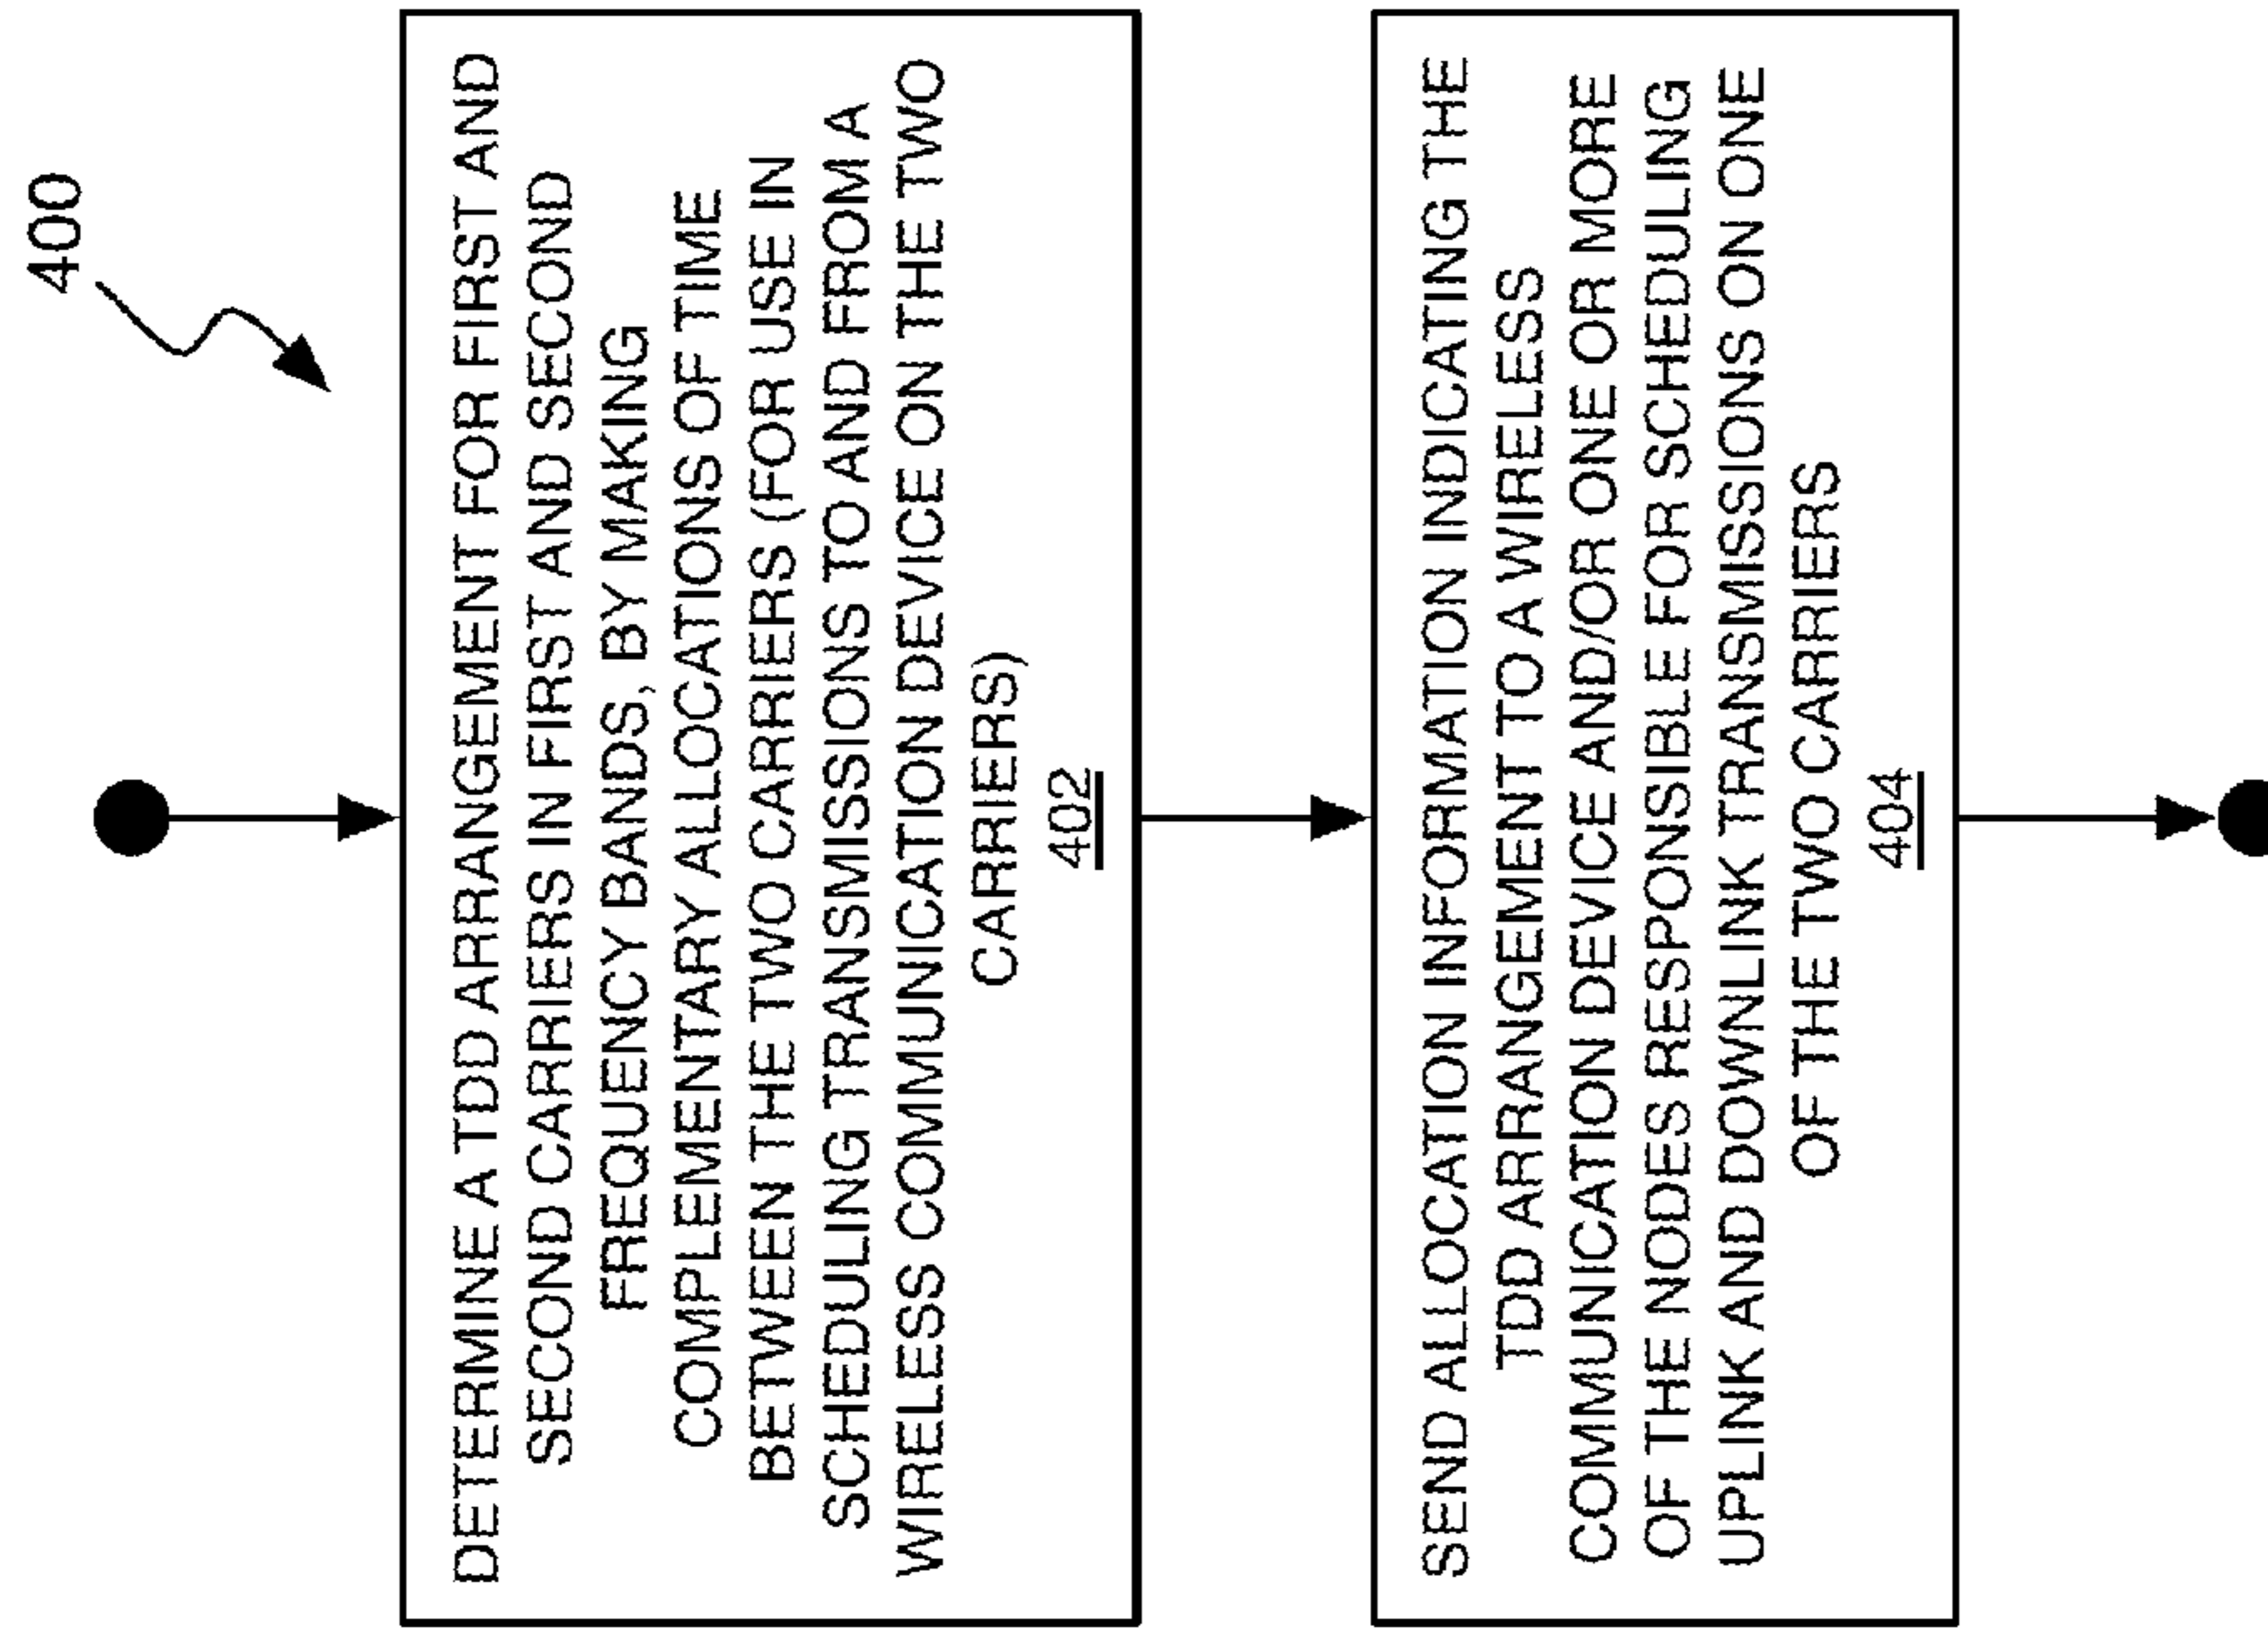 400
DETERMINE A TDD ARRANGEMENT FOR FIRST AND
SECOND CARRIERS IN FIRST AND SECOND
FREQUENCY BANDS, BY MAKING
COMPLEMENTARY ALLOCATIONS OF TIME
BETWEEN THE TWO CARRIERS (FOR USE IN
SCHEDULING TRANSMISSIONS TO AND FROM A
WIRELESS COMMUNICATION DEVICE ON THE TWO
CARRIERS)
402
SEND ALLOCATION INFORMATION INDICATING THE
TDD ARRANGEMENT TO A WIRELESS
COMMUNICATION DEVICE AND/OR ONE OR MORE
OF THE NODES RESPONSIBLE FOR SCHEDULING
UPLINK AND DOWNLINK TRANSMISSIONS ON ONE
OF THE TWO CARRIERS
404